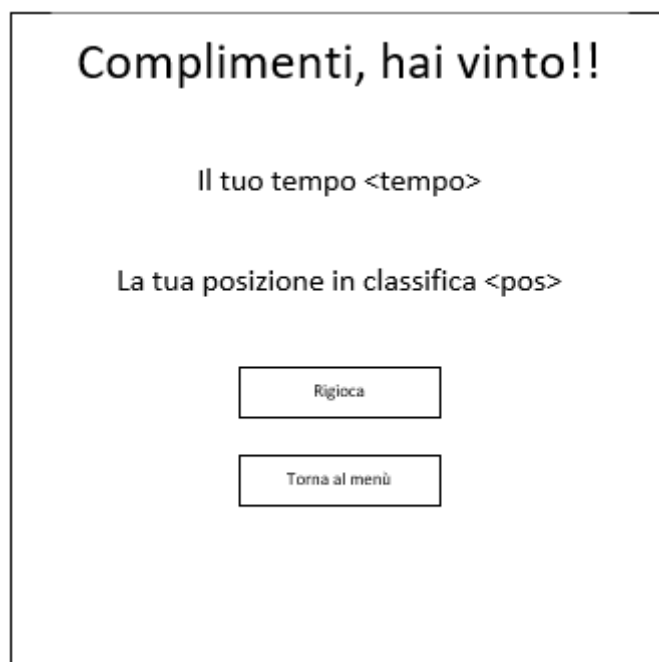 Complimenti, hai vinto!!
Il tuo tempo <tempo>
La tua posizione in classifica <pos>
Rigioca
Torna al menù